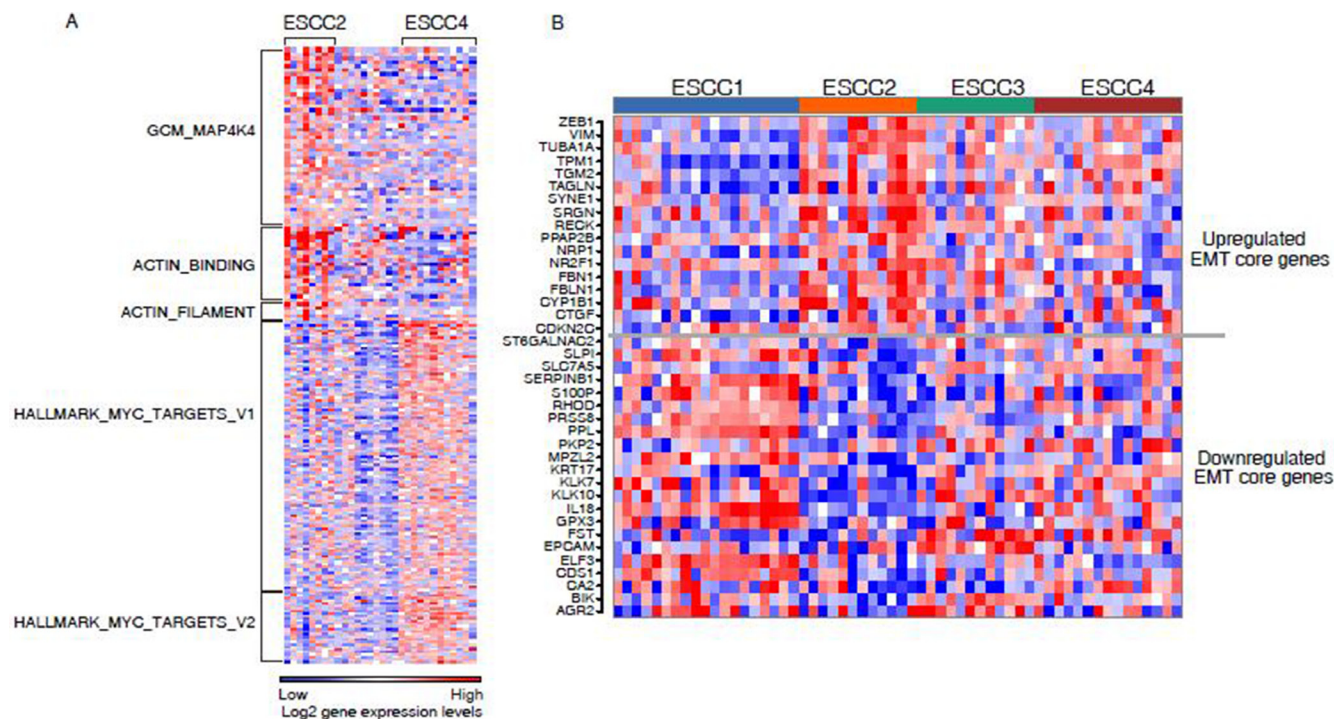 A
ESCC2
ESCC4
GCM_MAP4K4
ACTIN_BINDING
ACTIN_FILAMENT
HALLMARK_MYC_TARGETS_V1
HALLMARK_MYC_TARGETS_V2
Low
High
Log2 gene expression levels
B
ESCC1
ESCC2
ESCC3
ESCC4
ZEB1
VIM
TUBA1A
TPM1
TGM2
TAGLN
SYNE1
SRGN
RECK
PPAP2B
NRP1
NR2F1
FBN1
FBLN1
CYP1B1
CTGF
CDKN2C
ST6GALNAC2
SLPI
SLC7A5
SERPINB1
S100P
RHOD
PRSS8
PPL
PKP2
MPZL2
KRT17
KLK7
KLK10
IL18
GPX3
FST
EPCAM
ELF3
CDS1
CA2
BIK
AGR2
Upregulated
EMT core genes
Downregulated
EMT core genes